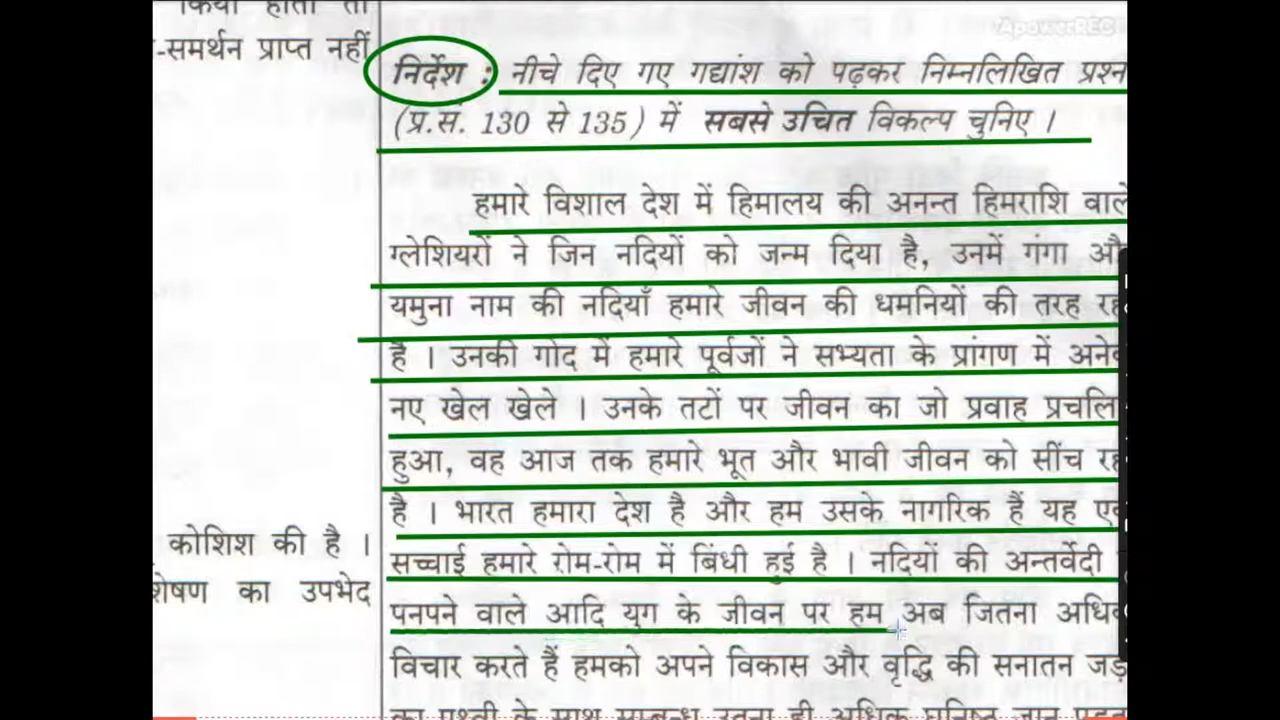 -समर्थन प्राप्त नहीं
कोशिश की है ।
शेषण का उपभेद
ApowerREC
निर्देश : नीचे दिए गए गद्यांश को पढ़कर निम्नलिखित प्रश्न
(प्र.सं. 130 से 135) में सबसे उचित विकल्प चुनिए ।
हमारे विशाल देश में हिमालय की अनन्त हिमराशि वाले
ग्लेशियरों ने जिन नदियों को जन्म दिया है, उनमें गंगा और
यमुना नाम की नदियाँ हमारे जीवन की धमनियों की तरह रह
हैं । उनकी गोद में हमारे पूर्वजों ने सभ्यता के प्रांगण में अनेक
नए खेल खेले । उनके तटों पर जीवन का जो प्रवाह प्रचलि
हुआ, वह आज तक हमारे भूत और भावी जीवन को सींच रह
है । भारत हमारा देश है और हम उसके नागरिक हैं यह एक
सच्चाई हमारे रोम-रोम में बिंधी हुई है । नदियों की अन्तर्वेदी
पनपने वाले आदि युग के जीवन पर हम अब जितना अधिक
विचार करते हैं हमको अपने विकास और वृद्धि की सनातन जड़